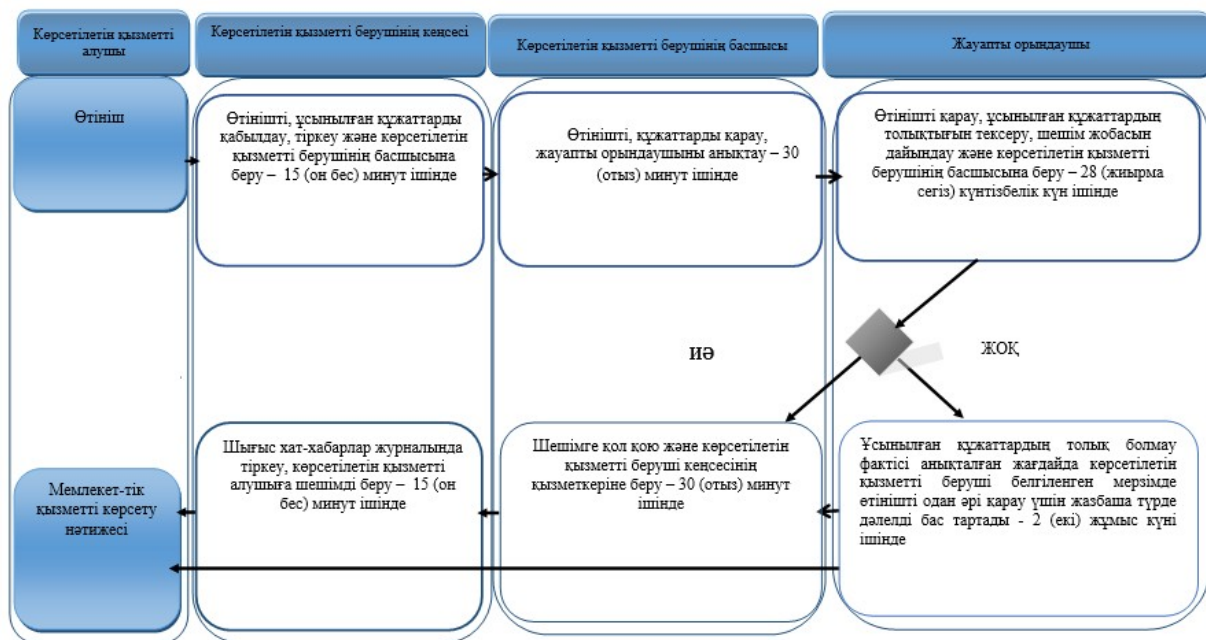 Көрсетілетін қызметті
алушы
Көрсетілетін қызметті берушінің кеңсесі
Көрсетілетін қызметті берушінің басшысы
Жауапты орындаушы
Өтініш
Өтінішті, ұсынылған құжаттарды
қабылдау, тіркеу және көрсетілетін
қызметті берушінің басшысына
беру – 15 (он бес) минут ішінде
Өтінішті, құжаттарды қарау,
жауапты орындаушыны анықтау – 30
(отыз) минут ішінде
Өтінішті қарау, ұсынылған құжаттардың
толықтығын тексеру, шешім жобасын
дайындау және көрсетілетін қызметті
берушінің басшысына беру – 28 (жиырма
сегіз) күнтізбелік күн ішінде
ИӘ
ЖОҚ
Мемлекет-тік
қызметті көрсету
нәтижесі
Шығыс хат-хабарлар журналында
тіркеу, көрсетілетін қызметті
алушыға шешімді беру – 15 (он
бес) минут ішінде
Шешімге қол қою және көрсетілетін
қызметті беруші кеңсесінің
қызметкеріне беру – 30 (отыз) минут
ішінде
Ұсынылған құжаттардың толық болмау
фактісі анықталған жағдайда көрсетілетін
қызметті беруші белгіленген мерзімде
өтінішті одан әрі қарау үшін жазбаша түрде
дәлелді бас тартады - 2 (екі) жұмыс күні
ішінде